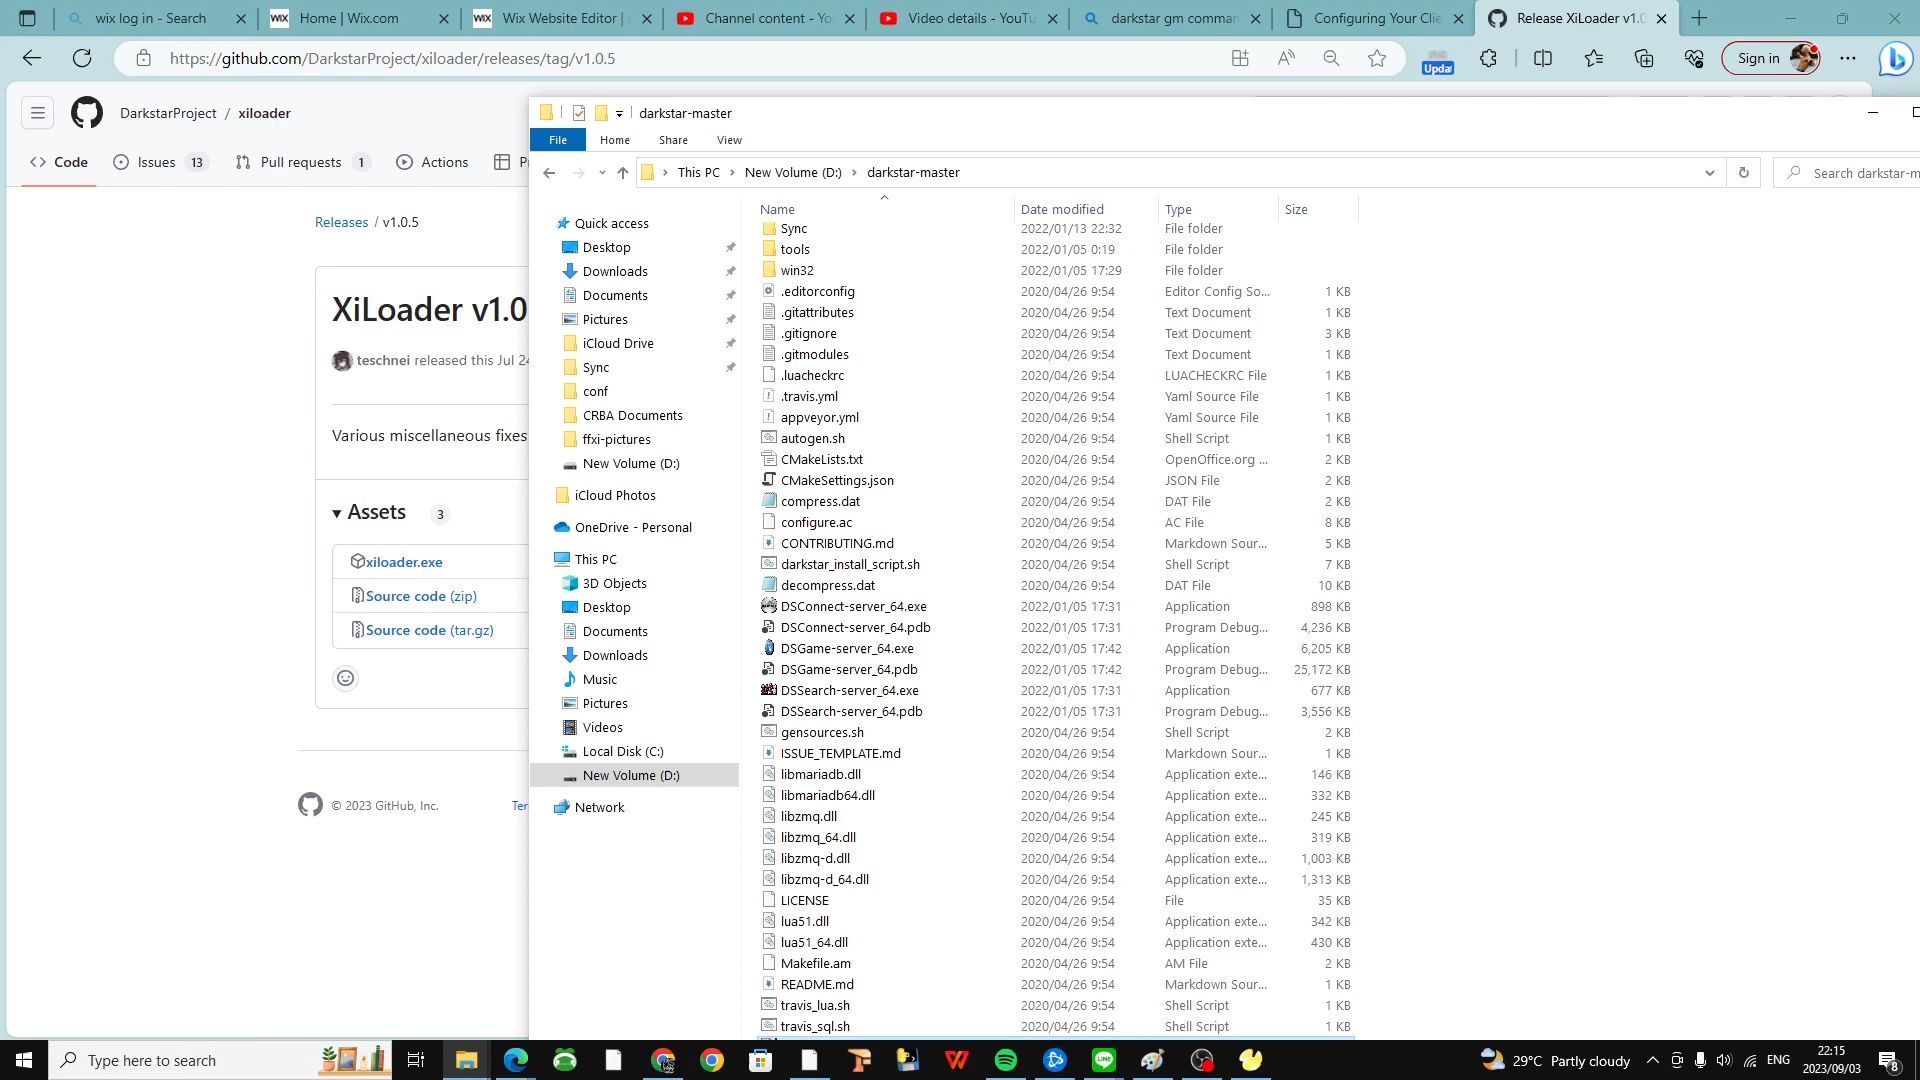 wix log in - Search
Home | Wix.com
Wix Website Editor | s
Channel content - Yo
Video details - YouTu
darkstar gm comman
Configuring Your Clie
Release XiLoader v1.0
https://github.com/DarkstarProject/xiloader/releases/tag/v1.0.5
Updat
Sign in
DarkstarProject / xiloader
Code
Issues 13
Pull requests 1
Actions
P
Releases / v1.0.5
XiLoader v1.0
teschnei released this Jul 24
Various miscellaneous fixes
Assets 3
xiloader.exe
Source code (zip)
Source code (tar.gz)
© 2023 GitHub, Inc.
Ter
darkstar-master
File
Home
Share
View
This PC
New Volume (D:)
darkstar-master
Search darkstar-m
Quick access
Desktop
Downloads
Documents
Pictures
iCloud Drive
Sync
conf
CRBA Documents
ffxi-pictures
New Volume (D:)
iCloud Photos
OneDrive - Personal
This PC
3D Objects
Desktop
Documents
Downloads
Music
Pictures
Videos
Local Disk (C:)
New Volume (D:)
Network
Name Date modified Type Size
Sync 2022/01/13 22:32 File folder
tools 2022/01/05 0:19 File folder
win32 2022/01/05 17:29 File folder
.editorconfig 2020/04/26 9:54 Editor Config So... 1 KB
.gitattributes 2020/04/26 9:54 Text Document 1 KB
.gitignore 2020/04/26 9:54 Text Document 3 KB
.gitmodules 2020/04/26 9:54 Text Document 1 KB
.luacheckrc 2020/04/26 9:54 LUACHECKRC File 1 KB
.travis.yml 2020/04/26 9:54 Yaml Source File 1 KB
appveyor.yml 2020/04/26 9:54 Yaml Source File 1 KB
autogen.sh 2020/04/26 9:54 Shell Script 1 KB
CMakeLists.txt 2020/04/26 9:54 OpenOffice.org ... 2 KB
CMakeSettings.json 2020/04/26 9:54 JSON File 2 KB
compress.dat 2020/04/26 9:54 DAT File 2 KB
configure.ac 2020/04/26 9:54 AC File 8 KB
CONTRIBUTING.md 2020/04/26 9:54 Markdown Sour... 5 KB
darkstar_install_script.sh 2020/04/26 9:54 Shell Script 7 KB
decompress.dat 2020/04/26 9:54 DAT File 10 KB
DSConnect-server_64.exe 2022/01/05 17:31 Application 898 KB
DSConnect-server_64.pdb 2022/01/05 17:31 Program Debug... 4,236 KB
DSGame-server_64.exe 2022/01/05 17:42 Application 6,205 KB
DSGame-server_64.pdb 2022/01/05 17:42 Program Debug... 25,172 KB
DSSearch-server_64.exe 2022/01/05 17:31 Application 677 KB
DSSearch-server_64.pdb 2022/01/05 17:31 Program Debug... 3,556 KB
gensources.sh 2020/04/26 9:54 Shell Script 2 KB
ISSUE_TEMPLATE.md 2020/04/26 9:54 Markdown Sour... 1 KB
libmariadb.dll 2020/04/26 9:54 Application exte... 146 KB
libmariadb64.dll 2020/04/26 9:54 Application exte... 332 KB
libzmq.dll 2020/04/26 9:54 Application exte... 245 KB
libzmq_64.dll 2020/04/26 9:54 Application exte... 319 KB
libzmq-d.dll 2020/04/26 9:54 Application exte... 1,003 KB
libzmq-d_64.dll 2020/04/26 9:54 Application exte... 1,313 KB
LICENSE 2020/04/26 9:54 File 35 KB
lua51.dll 2020/04/26 9:54 Application exte... 342 KB
lua51_64.dll 2020/04/26 9:54 Application exte... 430 KB
Makefile.am 2020/04/26 9:54 AM File 2 KB
README.md 2020/04/26 9:54 Markdown Sour... 1 KB
travis_lua.sh 2020/04/26 9:54 Shell Script 1 KB
travis_sql.sh 2020/04/26 9:54 Shell Script 1 KB
Type here to search
29°C Partly cloudy
ENG
22:15
2023/09/03
8